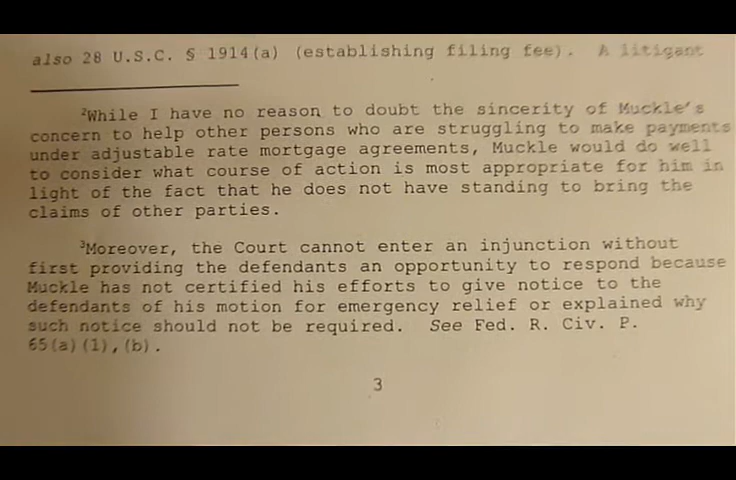 also 28 U.S.C. § 1914(a) (establishing filing fee). A litigant
²While I have no reason to doubt the sincerity of Muckle's
concern to help other persons who are struggling to make payments
under adjustable rate mortgage agreements, Muckle would do well
to consider what course of action is most appropriate for him in
light of the fact that he does not have standing to bring the
claims of other parties.
³Moreover, the Court cannot enter an injunction without
first providing the defendants an opportunity to respond because
Muckle has not certified his efforts to give notice to the
defendants of his motion for emergency relief or explained why
such notice should not be required. See Fed. R. Civ. P.
65(a)(1),(b).
3